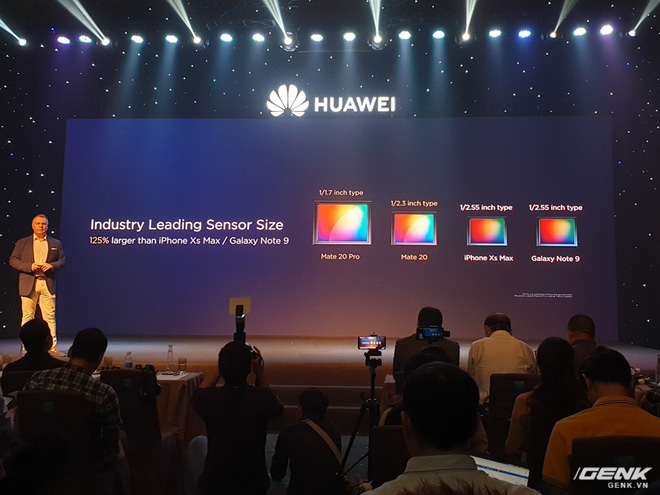 HUAWEI
Industry Leading Sensor Size
125% larger than iPhone Xs Max / Galaxy Note 9
1/1.7 inch type
Mate 20 Pro
1/2.3 inch type
Mate 20
1/2.55 inch type
iPhone Xs Max
1/2.55 inch type
Galaxy Note 9
GENK
GENK
GENK.VN